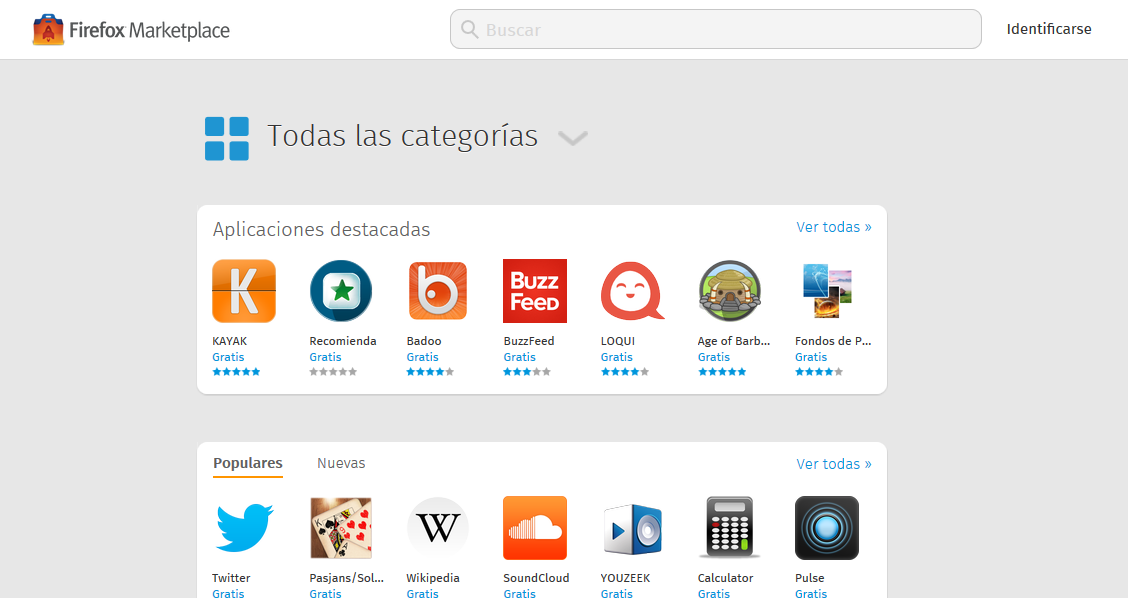 Firefox Marketplace
Buscar
Identificarse
Todas las categorías
Aplicaciones destacadas
Ver todas »
K
b
Buzz
Feed
KAYAK
Recomienda
Badoo
BuzzFeed
LOQUI
Age of Barb...
Fondos de P...
Gratis
Gratis
Gratis
Gratis
Gratis
Gratis
Gratis
Populares
Nuevas
Ver todas »
W
Twitter
Pasjans/Sol...
Wikipedia
SoundCloud
YOUZEEK
Calculator
Pulse
Gratis
Gratis
Gratis
Gratis
Gratis
Gratis
Gratis